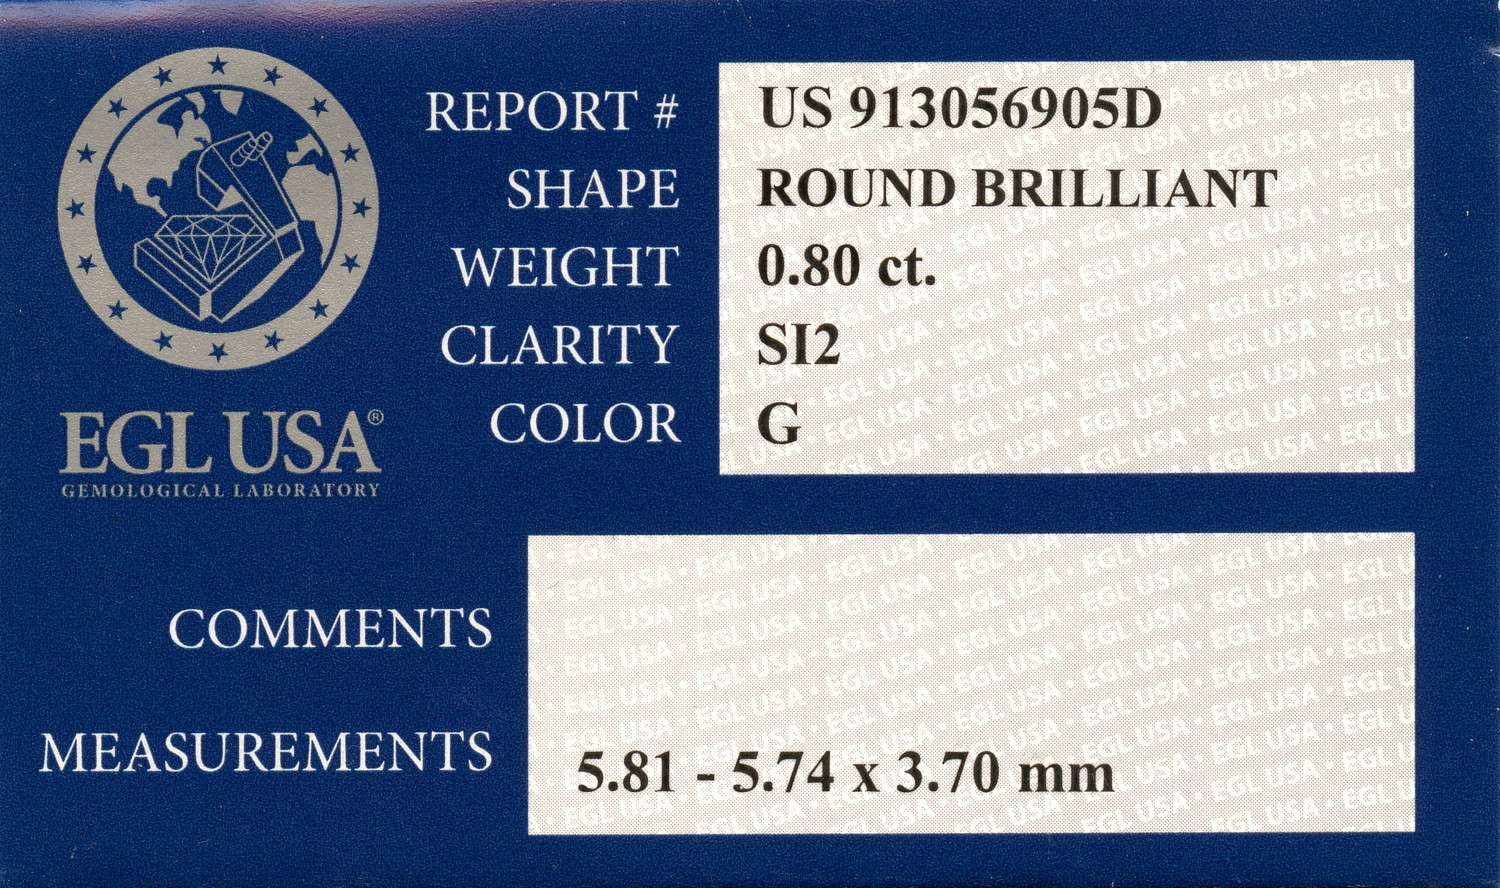 REPORT # US 913056905D
SHAPE ROUND BRILLIANT
WEIGHT 0.80 ct.
CLARITY SI2
COLOR G
EGL USA®
GEMOLOGICAL LABORATORY
COMMENTS
MEASUREMENTS 5.81 - 5.74 x 3.70 mm